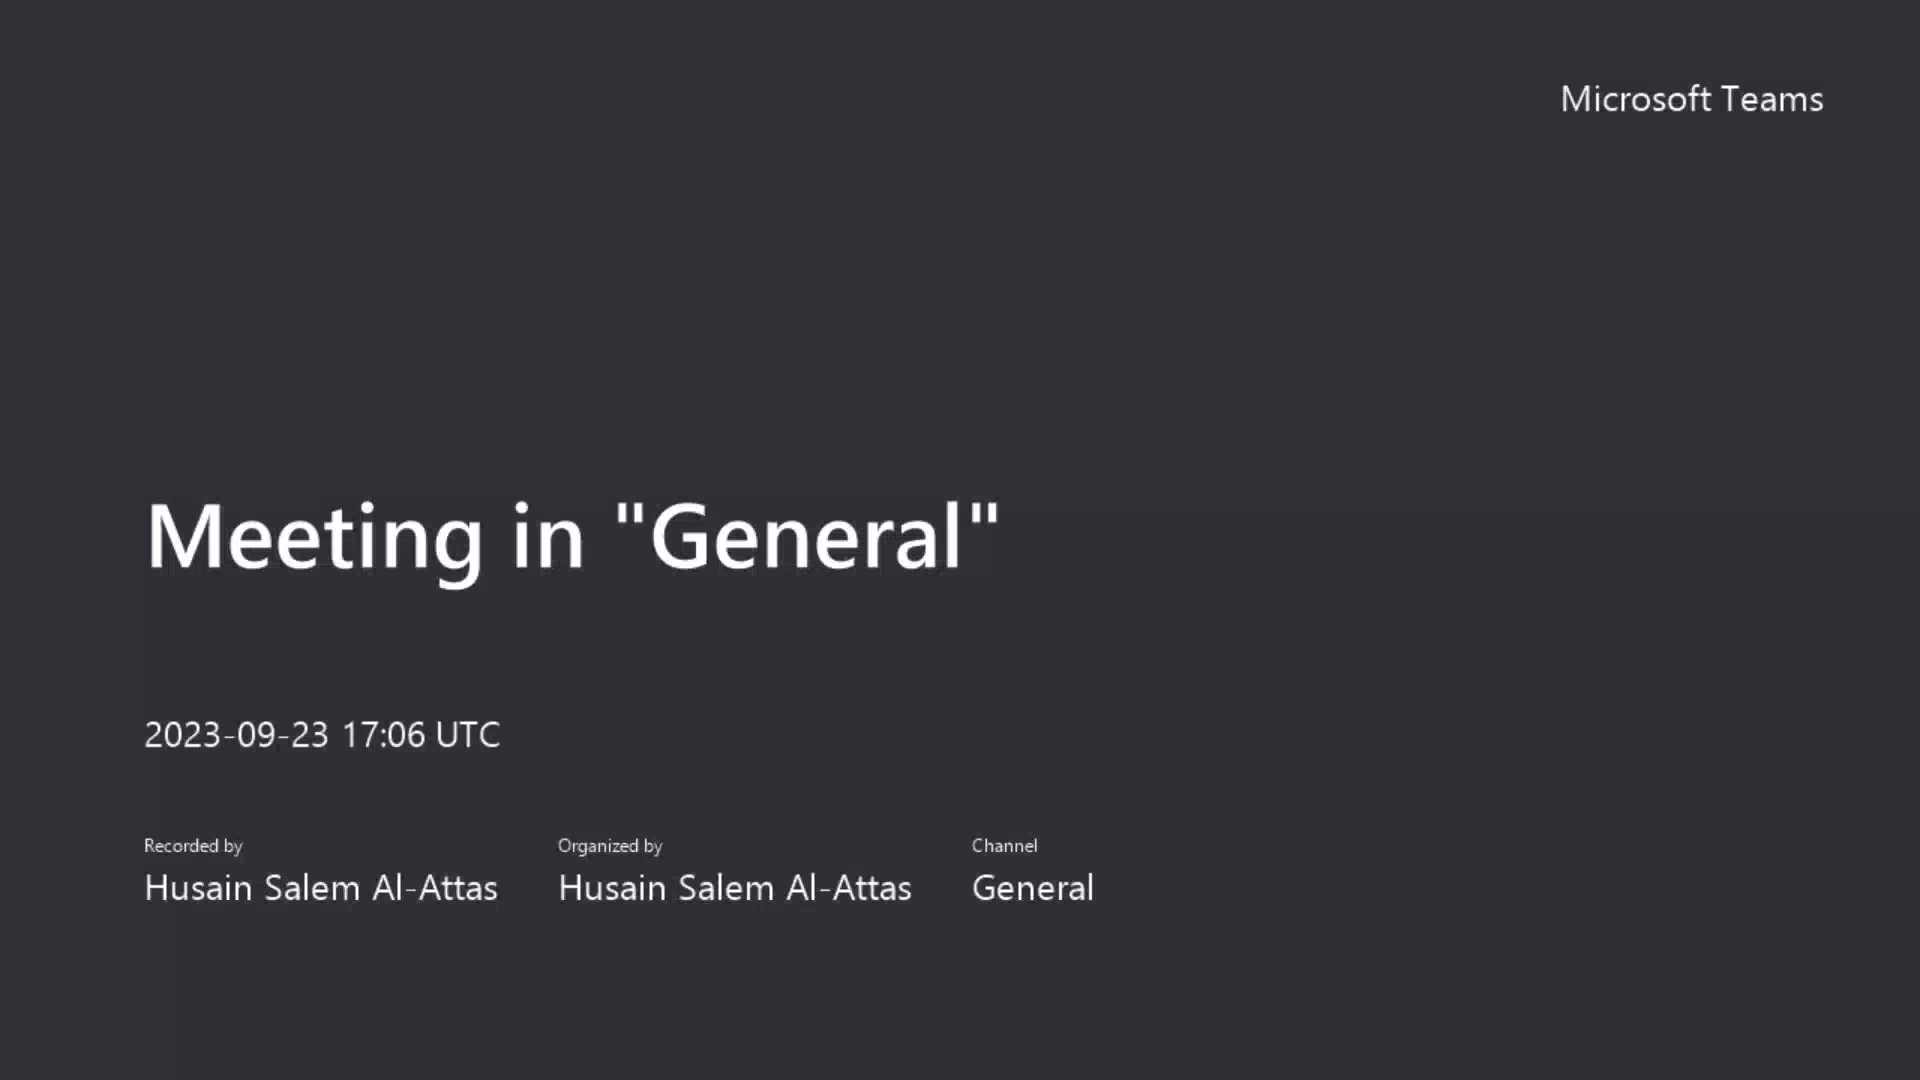 Microsoft Teams
Meeting in "General"
2023-09-23 17:06 UTC
Recorded by
Husain Salem Al-Attas
Organized by
Husain Salem Al-Attas
Channel
General